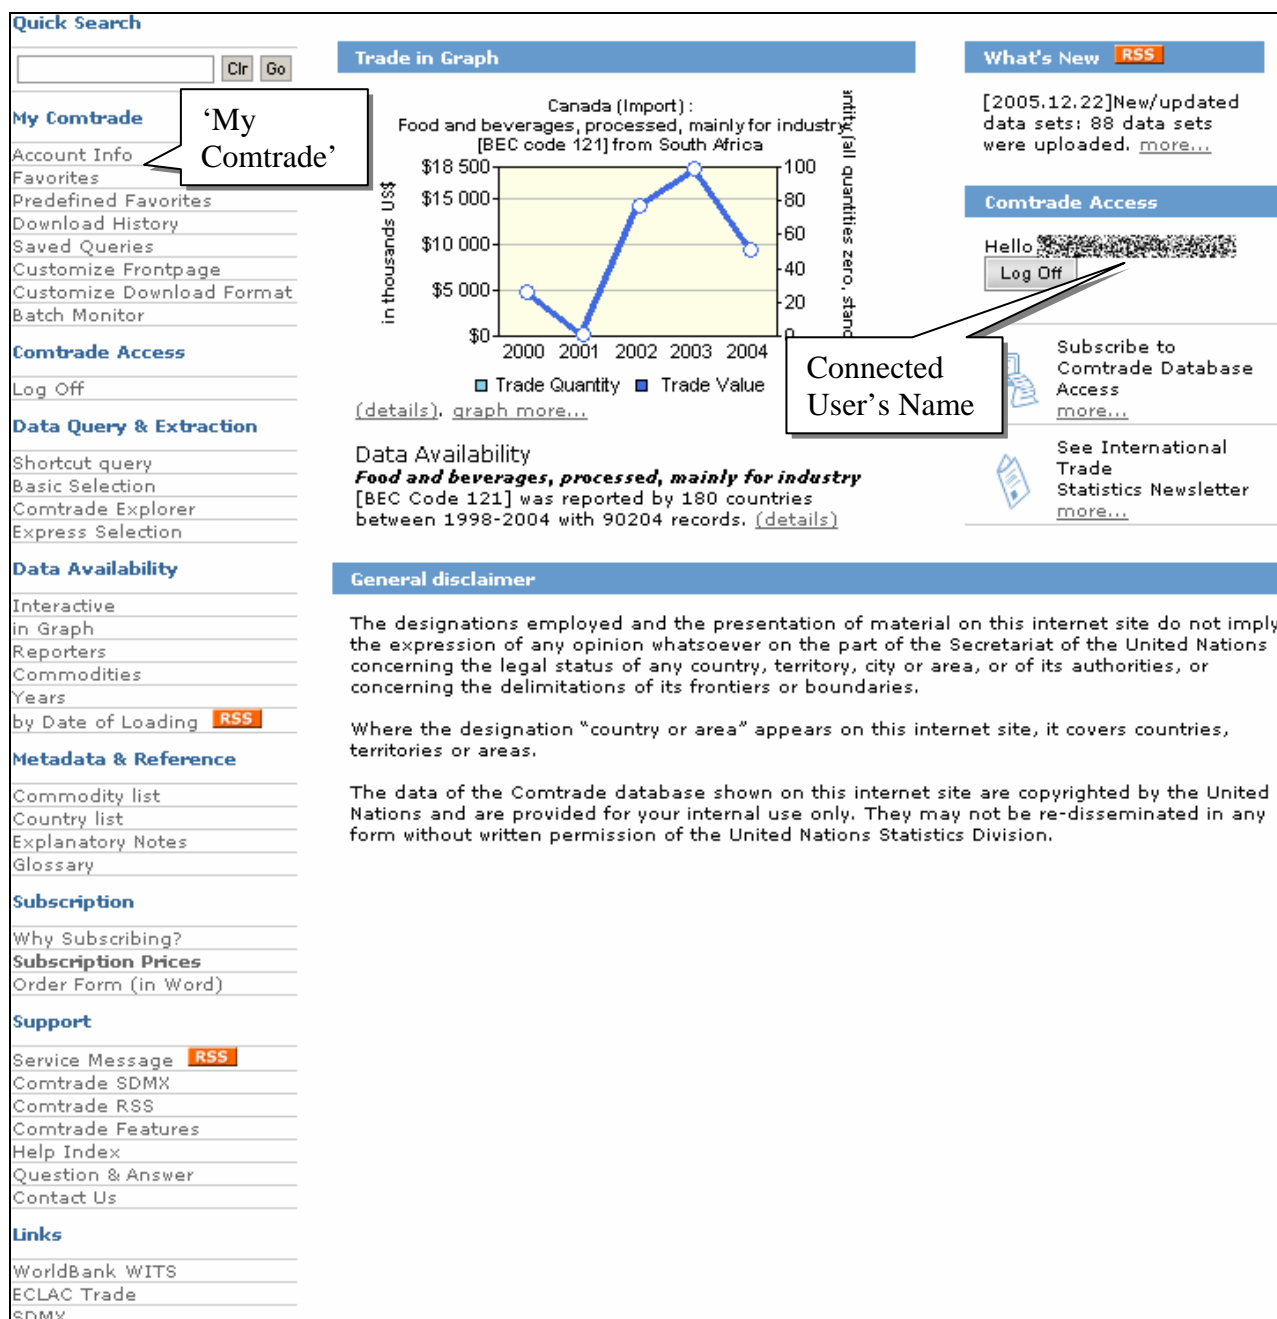 Quick Search
Clr Go
My Comtrade
Account Info
Favorites
Predefined Favorites
Download History
Saved Queries
Customize Frontpage
Customize Download Format
Batch Monitor
Comtrade Access
Log Off
Data Query & Extraction
Shortcut query
Basic Selection
Comtrade Explorer
Express Selection
Data Availability
Interactive
in Graph
Reporters
Commodities
Years
by Date of Loading RSS
Metadata & Reference
Commodity list
Country list
Explanatory Notes
Glossary
Subscription
Why Subscribing?
Subscription Prices
Order Form (in Word)
Support
Service Message RSS
Comtrade SDMX
Comtrade RSS
Comtrade Features
Help Index
Question & Answer
Contact Us
Links
WorldBank WITS
ECLAC Trade
SDMX
‘My
Comtrade’
Trade in Graph
Canada (Import) :
Food and beverages, processed, mainly for industry
[BEC code 121] from South Africa
in thousands US$
$18 500
$15 000
$10 000
$5 000
$0
100
80
60
40
20
0
(all quantities zero,
2000 2001 2002 2003 2004
Trade Quantity Trade Value
(details). graph more...
Data Availability
Food and beverages, processed, mainly for industry
[BEC Code 121] was reported by 180 countries
between 1998-2004 with 90204 records. (details)
What's New RSS
[2005.12.22]New/updated
data sets: 88 data sets
were uploaded. more...
Comtrade Access
Hello
Log Off
Connected
User’s Name
Subscribe to
Comtrade Database
Access
more...
See International
Trade
Statistics Newsletter
more...
General disclaimer
The designations employed and the presentation of material on this internet site do not imply
the expression of any opinion whatsoever on the part of the Secretariat of the United Nations
concerning the legal status of any country, territory, city or area, or of its authorities, or
concerning the delimitations of its frontiers or boundaries.
Where the designation “country or area” appears on this internet site, it covers countries,
territories or areas.
The data of the Comtrade database shown on this internet site are copyrighted by the United
Nations and are provided for your internal use only. They may not be re-disseminated in any
form without written permission of the United Nations Statistics Division.